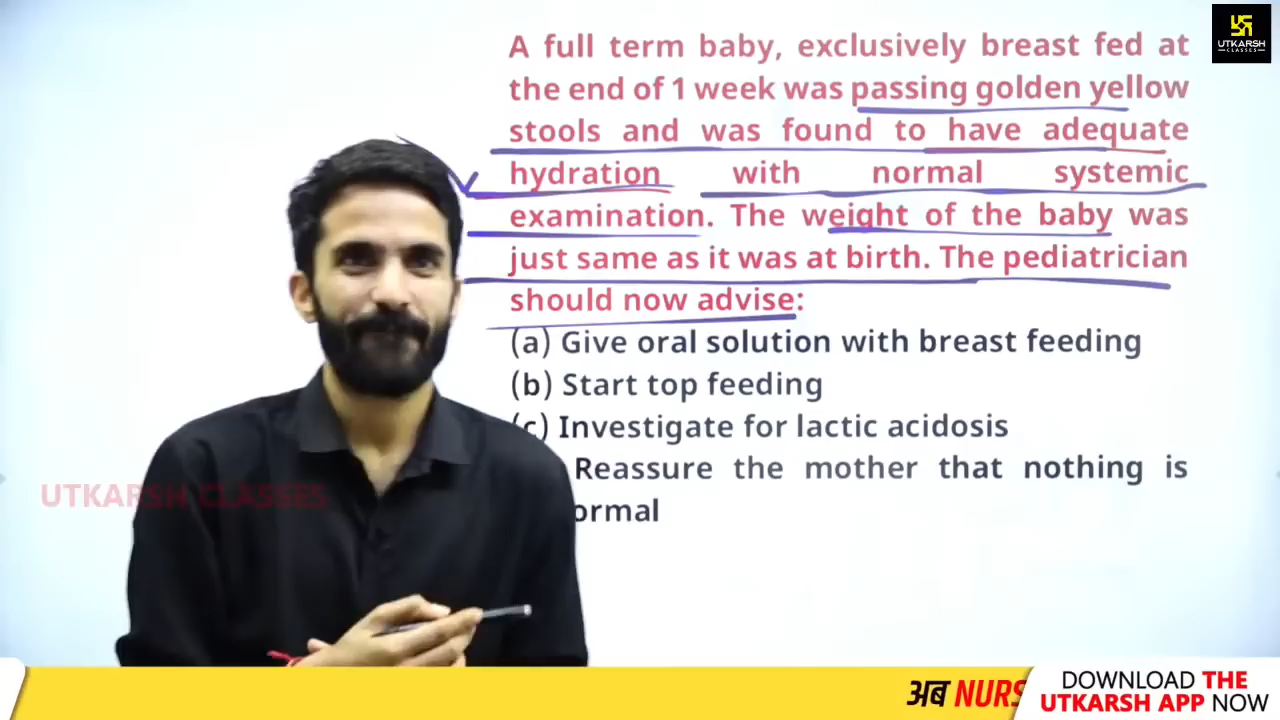 UTKARSH
CLASSES
A full term baby, exclusively breast fed at
the end of 1 week was passing golden yellow
stools and was found to have adequate
hydration with normal systemic
examination. The weight of the baby was
just same as it was at birth. The pediatrician
should now advise:
(a) Give oral solution with breast feeding
(b) Start top feeding
(c) Investigate for lactic acidosis
Reassure the mother that nothing is
ormal
UTKARSH CLASSES
अब NURS
DOWNLOAD THE
UTKARSH APP NOW